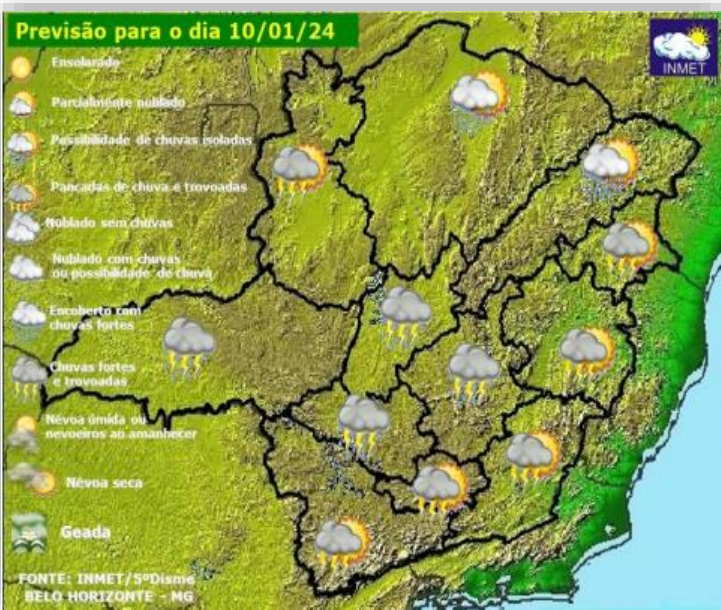 Previsão para o dia 10/01/24
INMET
Ensolarado
Parcialmente nublado
Possibilidade de chuvas isoladas
Pancadas de chuva e trovoadas
Nublado sem chuvas
Nublado com chuvas
ou possibilidade de chuva
Encoberto com
chuvas fortes
Chuvas fortes
e trovoadas
Névoa úmida ou
nevoeiros ao amanhecer
Névoa seca
Geada
FONTE: INMET/5ºDisme
BELO HORIZONTE - MG